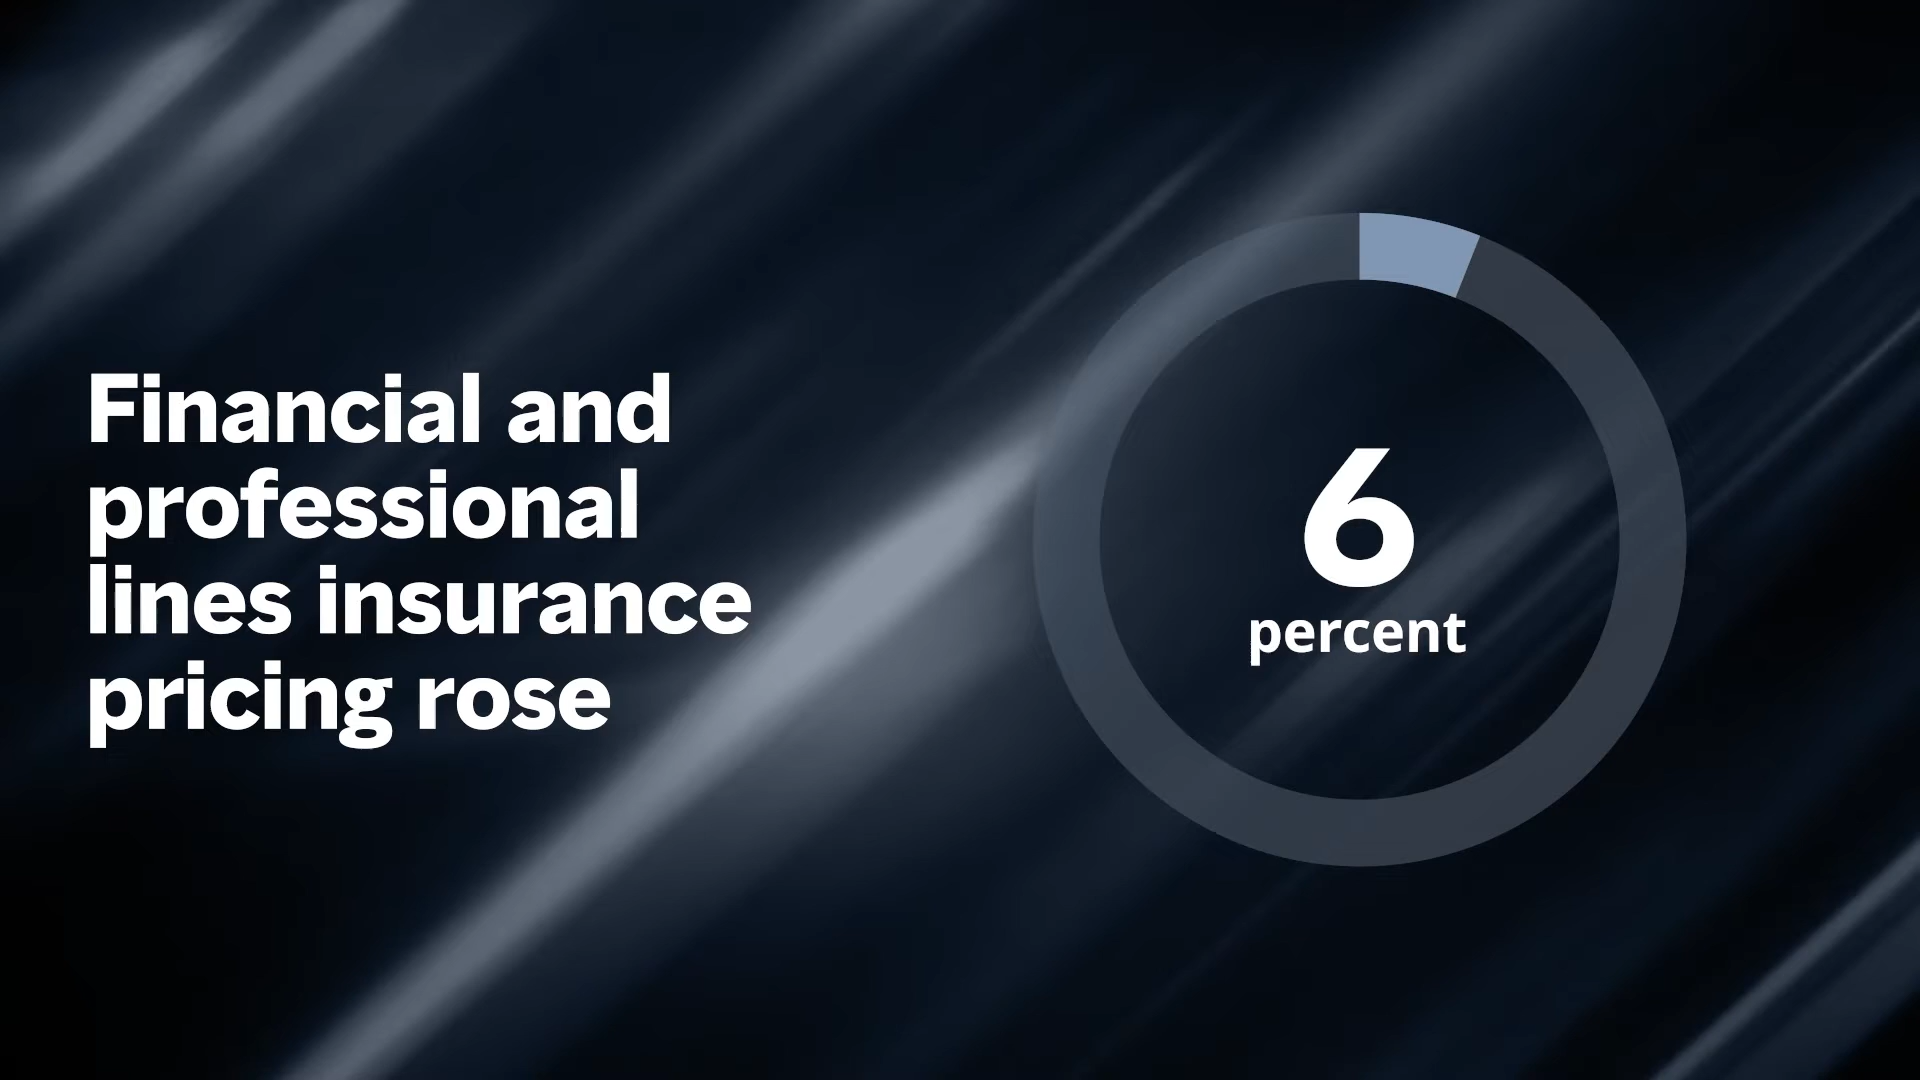 Financial and
professional
lines insurance
pricing rose
6
percent